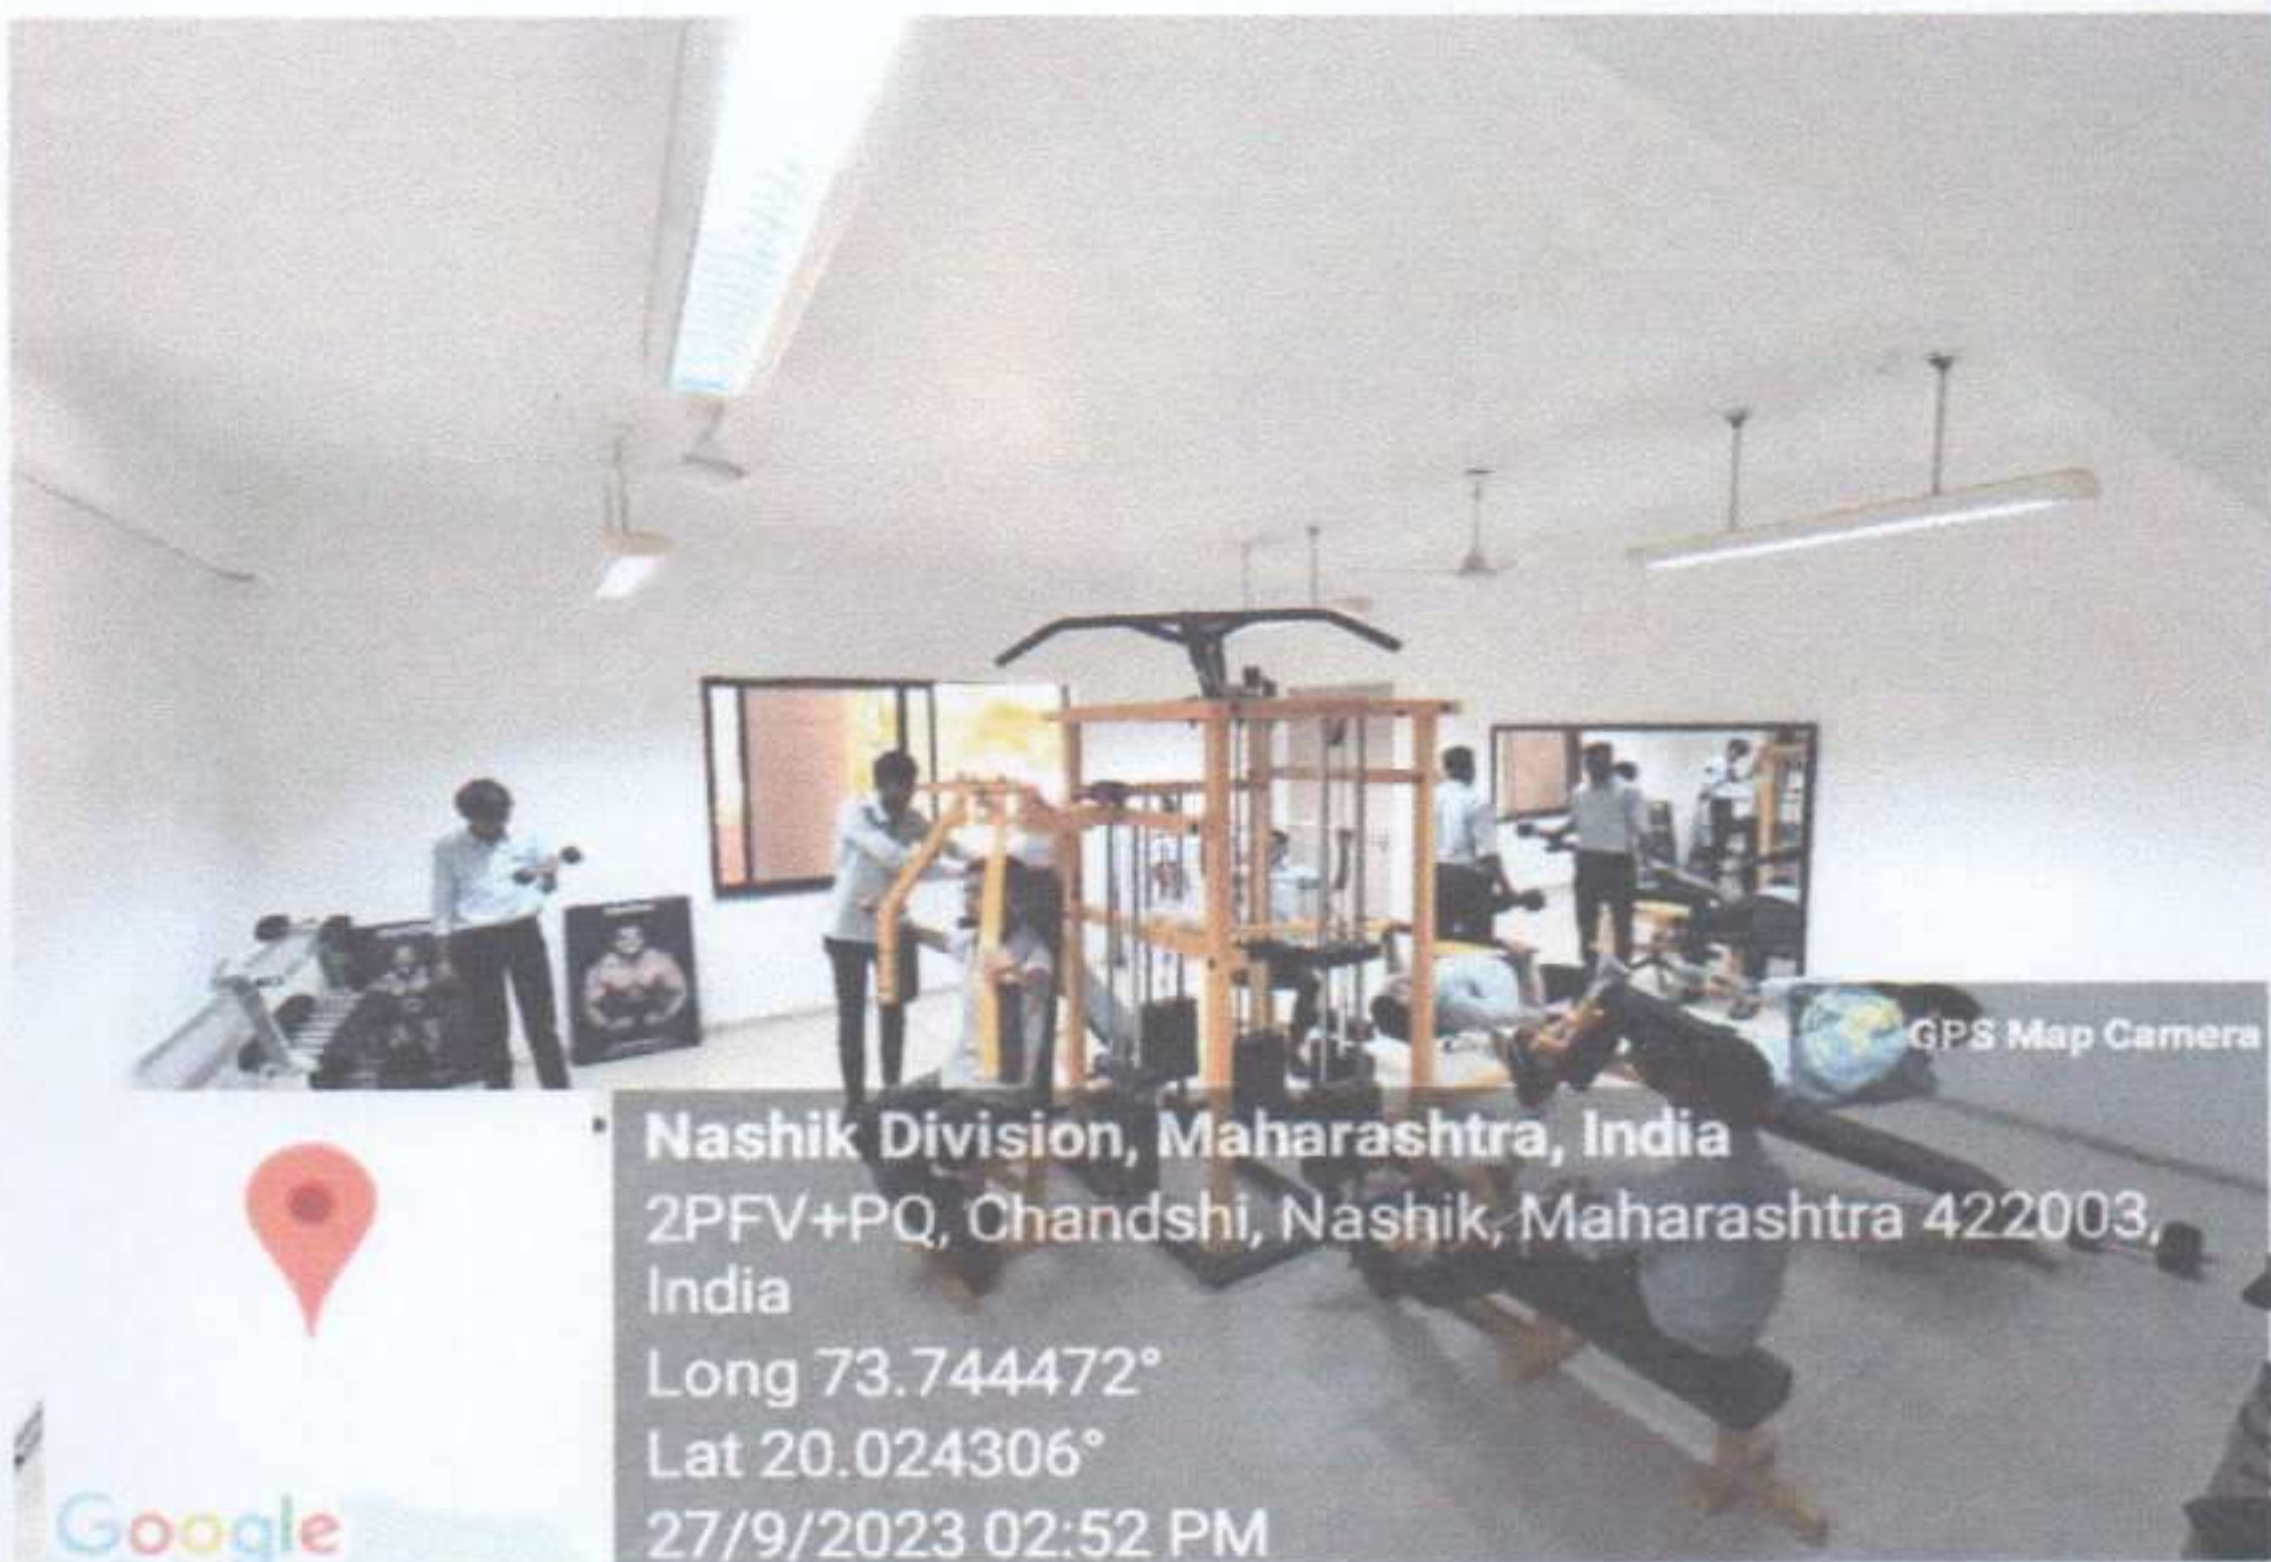 GPS Map Camera
Nashik Division, Maharashtra, India
2PFV+PQ, Chandshi, Nashik, Maharashtra 422003,
India
Long 73.744472°
Lat 20.024306°
27/9/2023 02:52 PM
Google